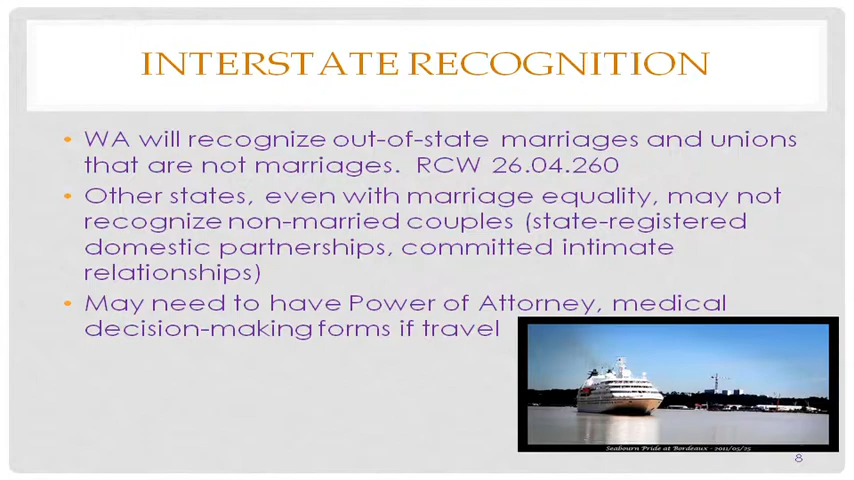 INTERSTATE RECOGNITION
• WA will recognize out-of-state marriages and unions
that are not marriages. RCW 26.04.260
• Other states, even with marriage equality, may not
recognize non-married couples (state-registered
domestic partnerships, committed intimate
relationships)
• May need to have Power of Attorney, medical
decision-making forms if travel
Seabourn Pride at Bordeaux - 2011/05/25
8